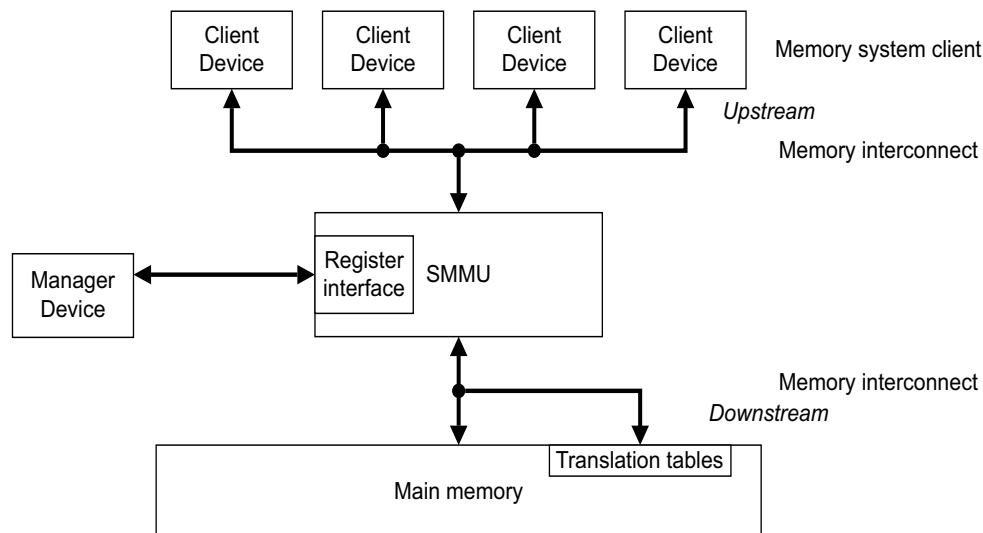 Client
Device
Client
Device
Client
Device
Client
Device
Memory system client
Upstream
Memory interconnect
Register
interface
SMMU
Manager
Device
Memory interconnect
Downstream
Translation tables
Main memory